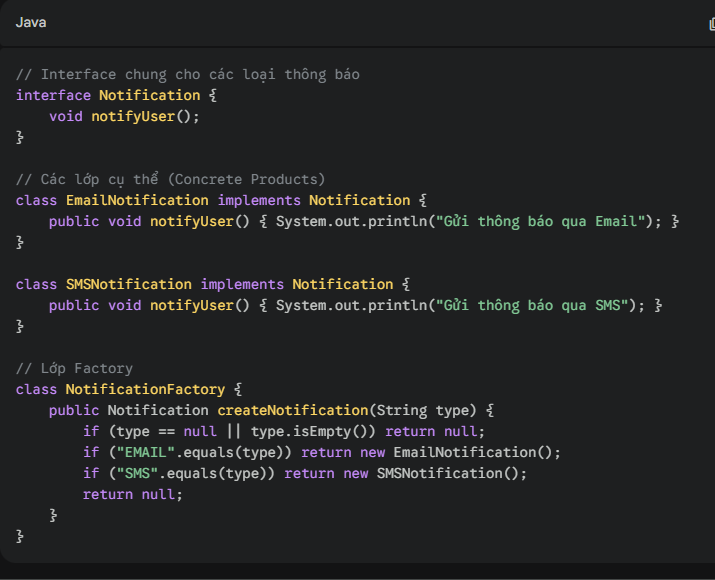 Java
// Interface chung cho các loại thông báo
interface Notification {
    void notifyUser();
}
// Các lớp cụ thể (Concrete Products)
class EmailNotification implements Notification {
    public void notifyUser() { System.out.println("Gửi thông báo qua Email"); }
}
class SMSNotification implements Notification {
    public void notifyUser() { System.out.println("Gửi thông báo qua SMS"); }
}
// Lớp Factory
class NotificationFactory {
    public Notification createNotification(String type) {
        if (type == null || type.isEmpty()) return null;
        if ("EMAIL".equals(type)) return new EmailNotification();
        if ("SMS".equals(type)) return new SMSNotification();
        return null;
    }
}